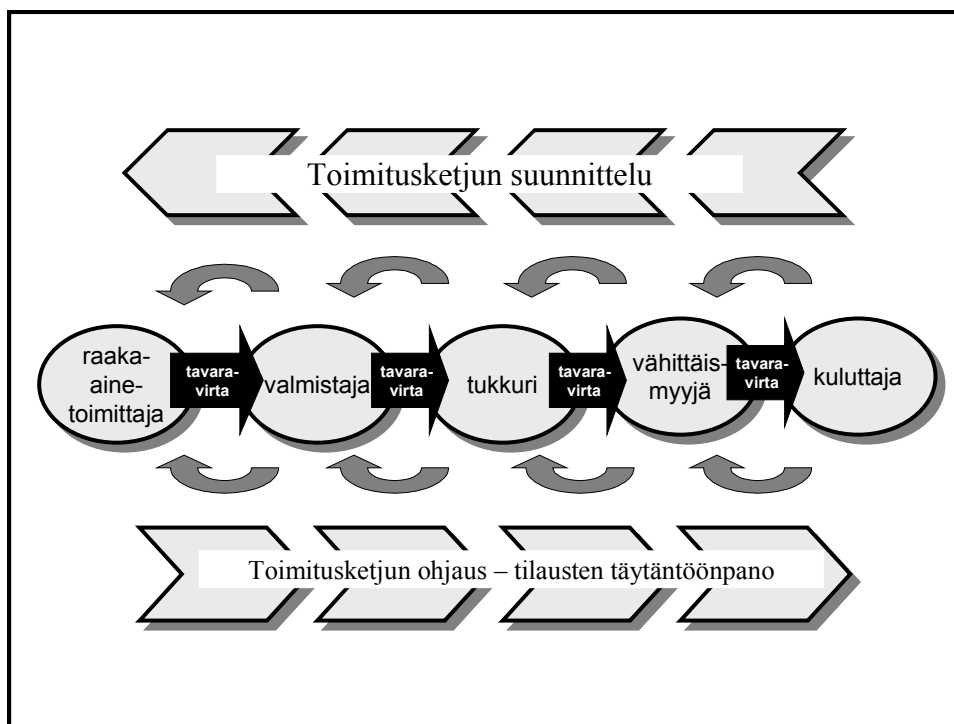 Toimitusketjun suunnittelu
raaka-
aine-
toimittaja
tavara-
virta
valmistaja
tavara-
virta
tukkuri
tavara-
virta
vähittäis-
myyjä
tavara-
virta
kuluttaja
Toimitusketjun ohjaus – tilausten täytäntöönpano